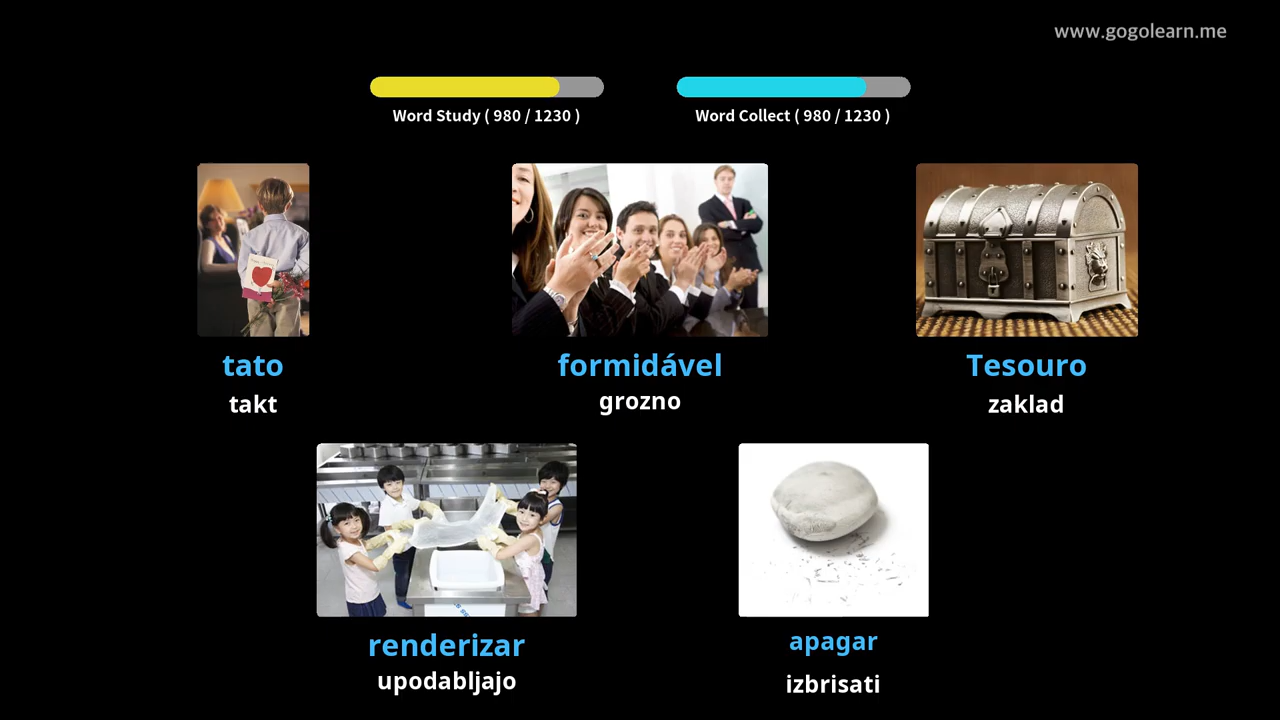 www.gogolearn.me
Word Study ( 980 / 1230 )
Word Collect ( 980 / 1230 )
tato
takt
formidável
grozno
Tesouro
zaklad
renderizar
upodabljajo
apagar
izbrisati